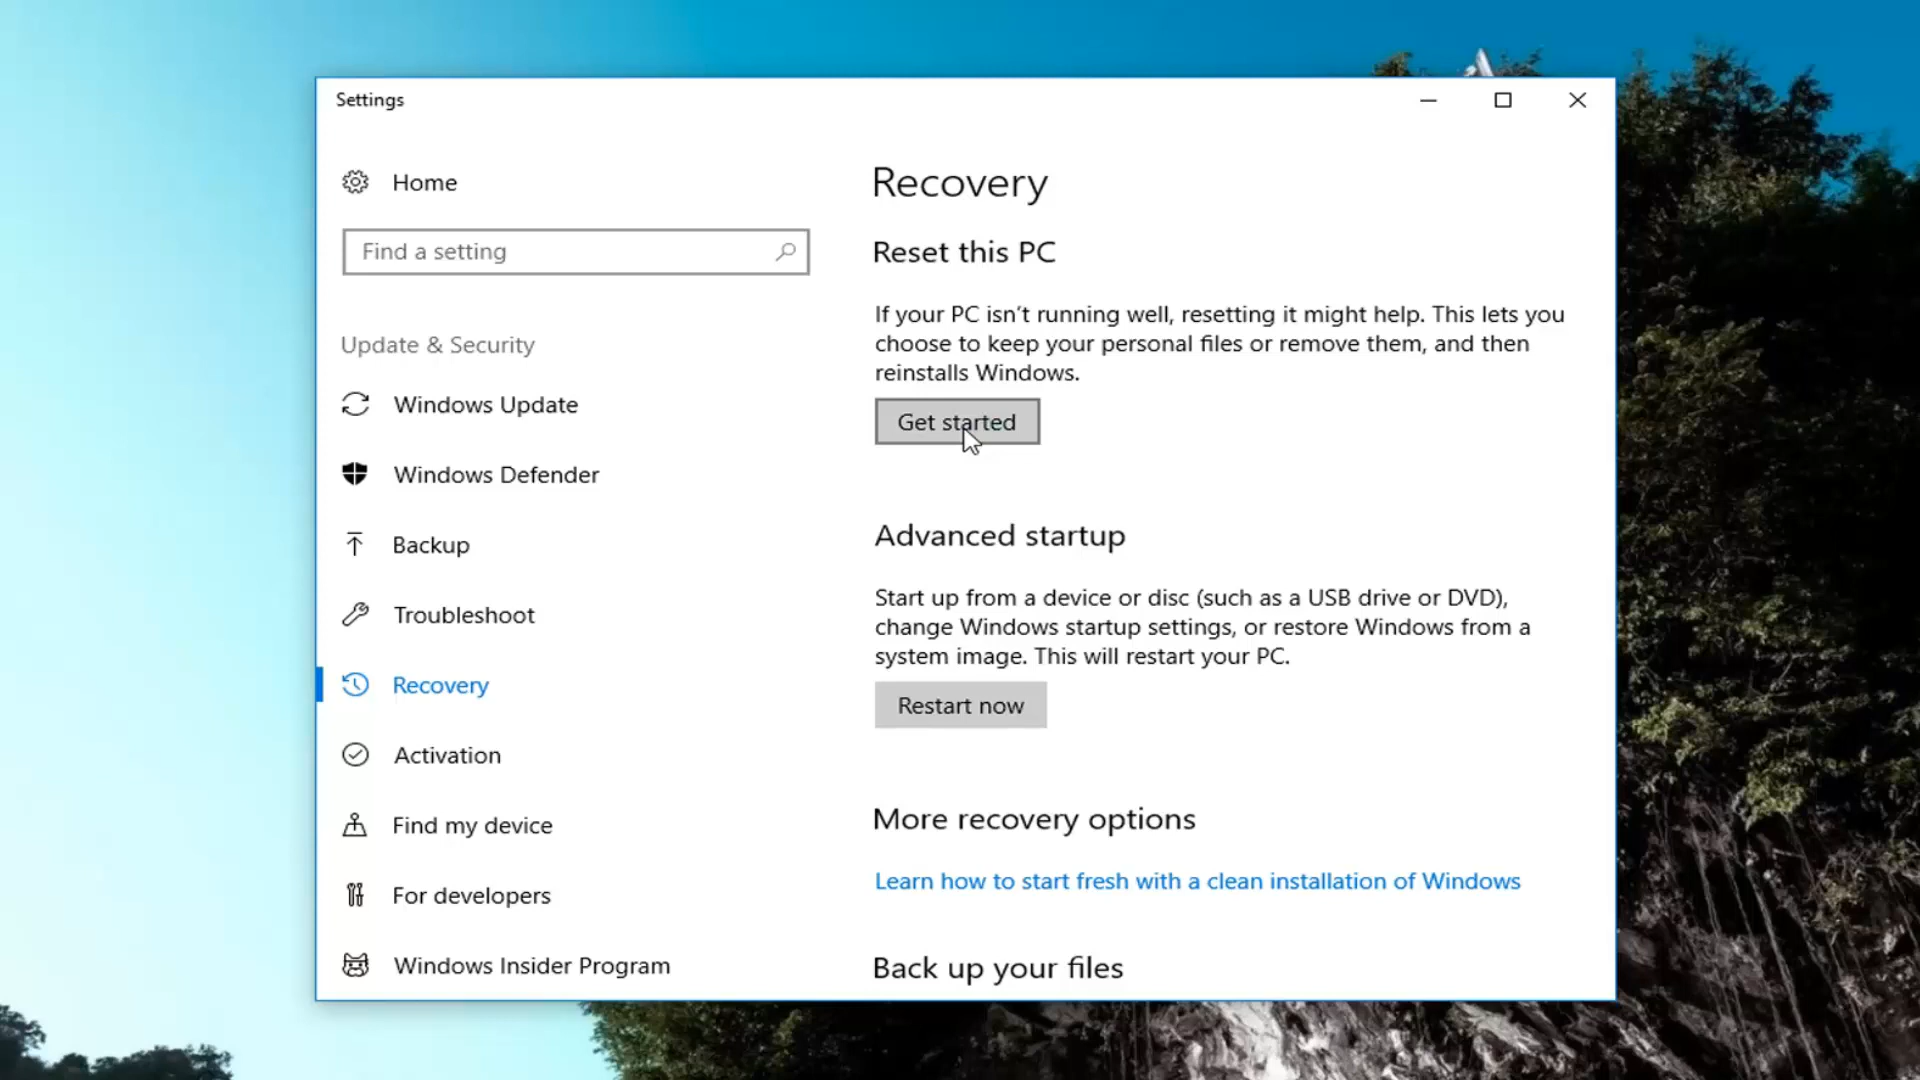 Settings
Home
Find a setting
Update & Security
Windows Update
Windows Defender
Backup
Troubleshoot
Recovery
Activation
Find my device
For developers
Windows Insider Program
Recovery
Reset this PC
If your PC isn't running well, resetting it might help. This lets you
choose to keep your personal files or remove them, and then
reinstalls Windows.
Get started
Advanced startup
Start up from a device or disc (such as a USB drive or DVD),
change Windows startup settings, or restore Windows from a
system image. This will restart your PC.
Restart now
More recovery options
Learn how to start fresh with a clean installation of Windows
Back up your files